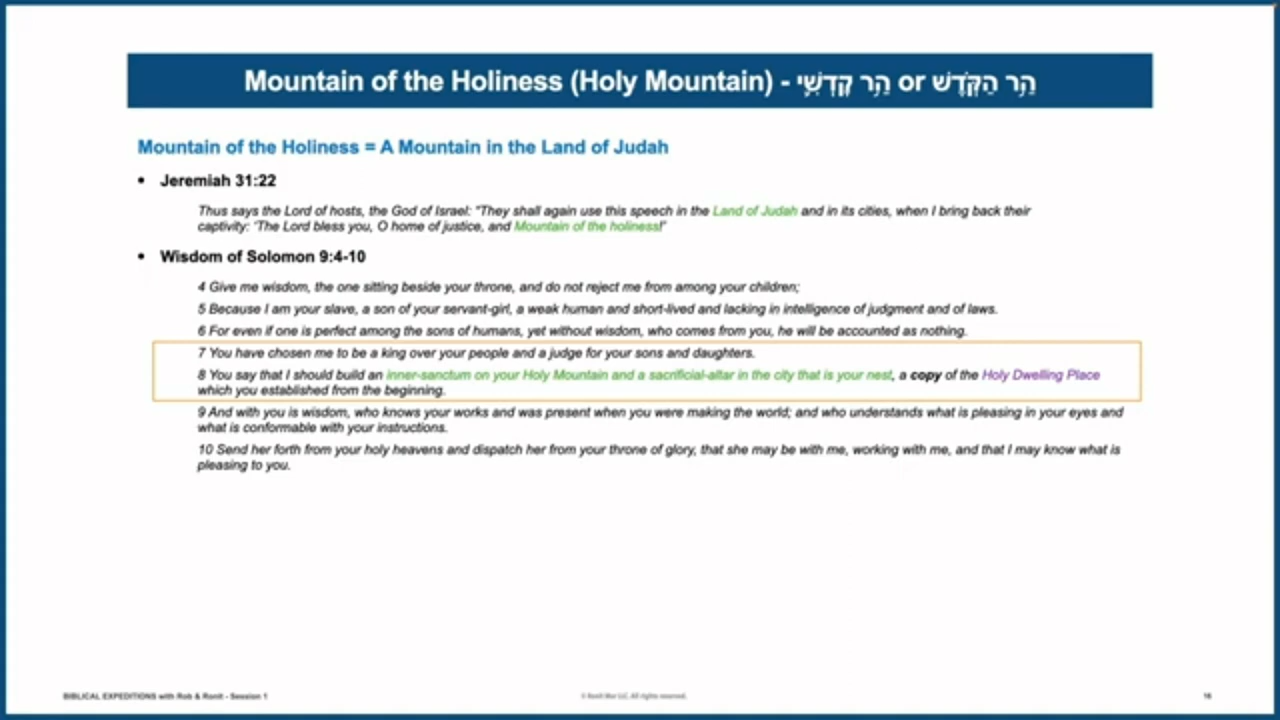 Mountain of the Holiness (Holy Mountain) - הַ֥ר קָדְשִׁ֖י or הַ֥ר הַקֹּ֖דֶשׁ
Mountain of the Holiness = A Mountain in the Land of Judah
• Jeremiah 31:22
Thus says the Lord of hosts, the God of Israel: "They shall again use this speech in the Land of Judah and in its cities, when I bring back their
captivity: 'The Lord bless you, O home of justice, and Mountain of the holiness!'
• Wisdom of Solomon 9:4-10
4 Give me wisdom, the one sitting beside your throne, and do not reject me from among your children;
5 Because I am your slave, a son of your servant-girl, a weak human and short-lived and lacking in intelligence of judgment and of laws.
6 For even if one is perfect among the sons of humans, yet without wisdom, who comes from you, he will be accounted as nothing.
7 You have chosen me to be a king over your people and a judge for your sons and daughters.
8 You say that I should build an inner-sanctum on your Holy Mountain and a sacrificial-altar in the city that is your nest, a copy of the Holy Dwelling Place
which you established from the beginning.
9 And with you is wisdom, who knows your works and was present when you were making the world; and who understands what is pleasing in your eyes and
what is conformable with your instructions.
10 Send her forth from your holy heavens and dispatch her from your throne of glory, that she may be with me, working with me, and that I may know what is
pleasing to you.
BIBLICAL EXPEDITIONS with Rob & Ronit - Session 1
© Ronit Mor LLC. All rights reserved.
16